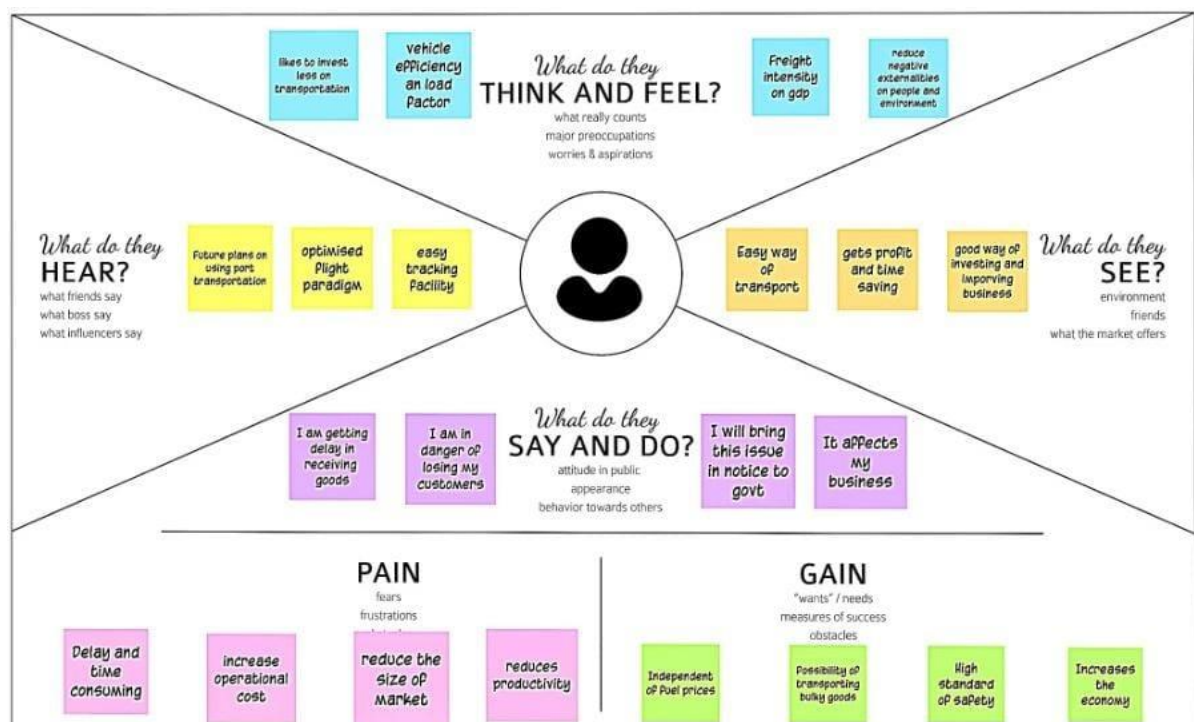 likes to invest
less on
transportation
vehicle
efficiency
an load
factor
What do they
THINK AND FEEL?
what really counts
major preoccupations
worries & aspirations
Freight
intensity
on gdp
reduce
negative
externalities
on people and
environment
What do they
HEAR?
what friends say
what boss say
what influencers say
Future plans on
using port
transportation
optimised
flight
paradigm
easy
tracking
facility
Easy way
of
transport
gets profit
and time
saving
good way of
investing and
imporving
business
What do they
SEE?
environment
friends
what the market offers
I am getting
delay in
receiving
goods
I am in
danger of
losing my
customers
What do they
SAY AND DO?
attitude in public
appearance
behavior towards others
I will bring
this issue
in notice to
govt
It affects
my
business
PAIN
fears
frustrations
Delay and
time
consuming
increase
operational
cost
reduce the
size of
market
reduces
productivity
GAIN
"wants" / needs
measures of success
obstacles
Independent
of fuel prices
Possibility of
transporting
bulky goods
High
standard
of safety
Increases
the
economy